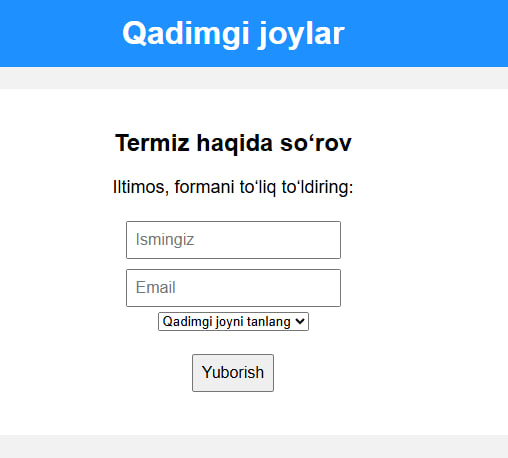 Qadimgi joylar
Termiz haqida so‘rov
Iltimos, formani to‘liq to‘ldiring:
Ismingiz
Email
Qadimgi joyni tanlang
Yuborish